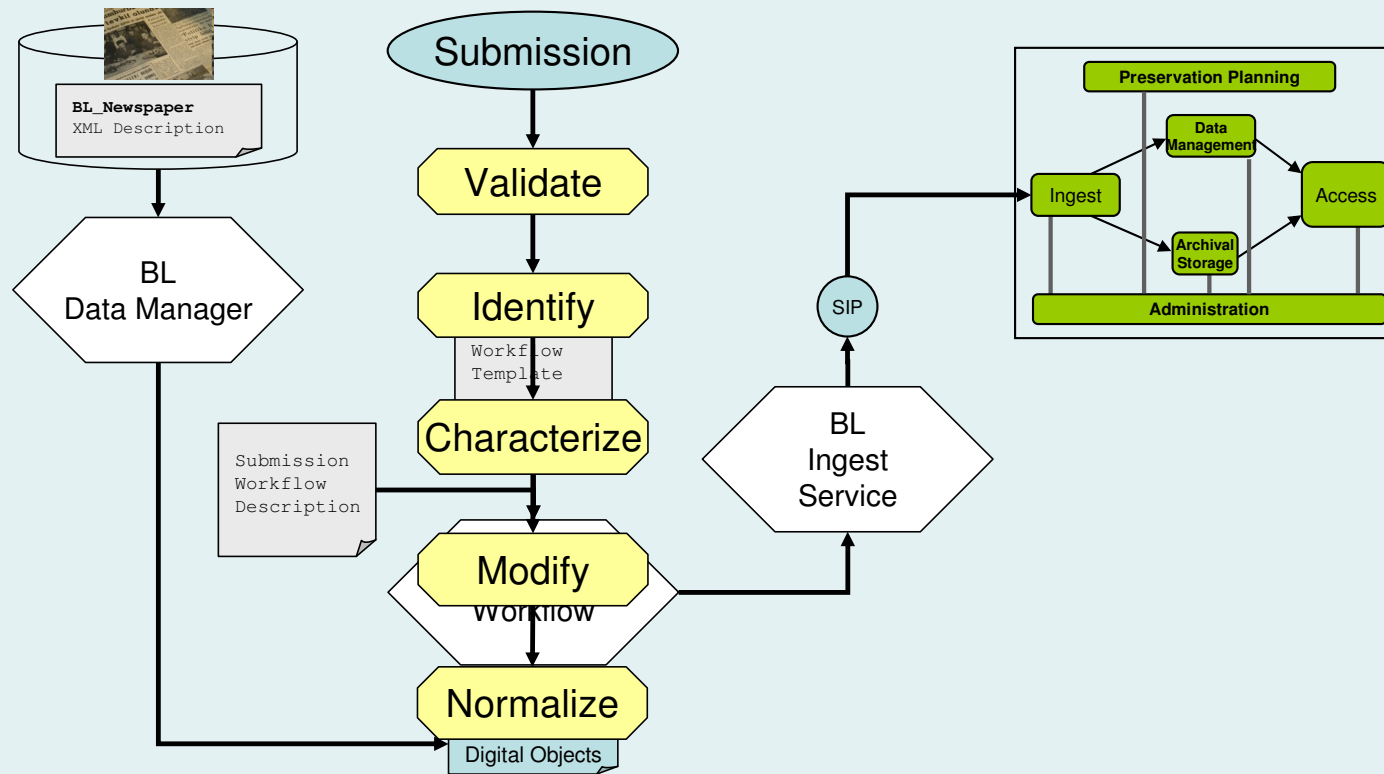 Submission
BL_Newspaper
XML Description
Validate
BL
Data Manager
Identify
Workflow
Template
Characterize
Submission
Workflow
Description
Modify
Workflow
Normalize
Digital Objects
BL
Ingest
Service
SIP
Preservation Planning
Data
Management
Ingest
Access
Archival
Storage
Administration